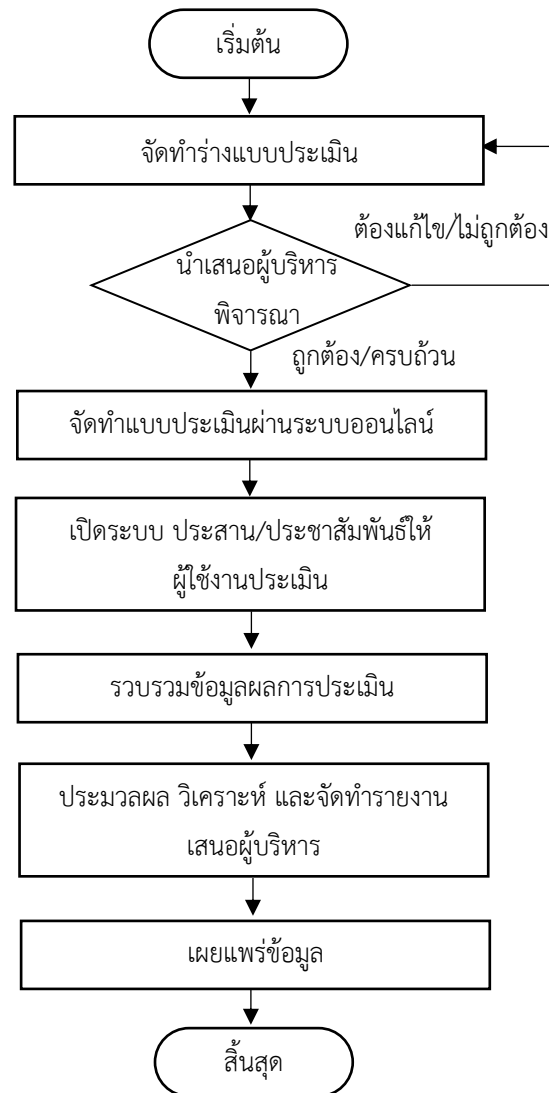 เริ่มต้น
จัดทำร่างแบบประเมิน
ต้องแก้ไข/ไม่ถูกต้อง
นำเสนอผู้บริหาร
พิจารณา
ถูกต้อง/ครบถ้วน
จัดทำแบบประเมินผ่านระบบออนไลน์
เปิดระบบ ประสาน/ประชาสัมพันธ์ให้
ผู้ใช้งานประเมิน
รวบรวมข้อมูลผลการประเมิน
ประมวลผล วิเคราะห์ และจัดทำรายงาน
เสนอผู้บริหาร
เผยแพร่ข้อมูล
สิ้นสุด